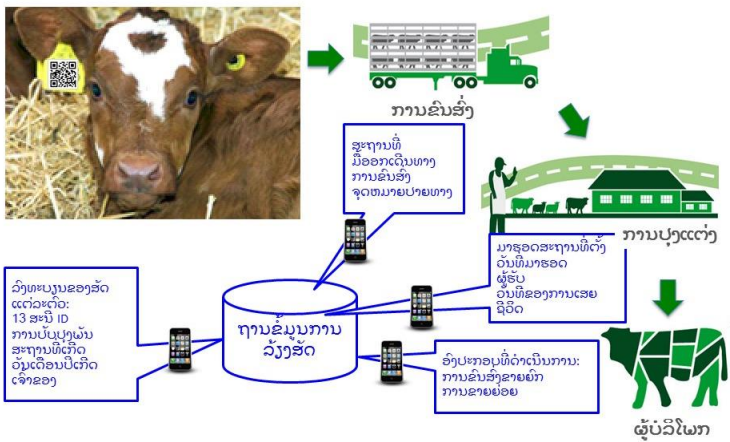 ການຂົນສົ່ງ
ສະຖານທີ່
ມື້ອອກເດີນທາງ
ການຂົນສົ່ງ
ຈຸດຫມາຍປາຍທາງ
ການປຸງແຕ່ງ
ມາຮອດສະຖານທີ່ຕັ້ງ
ວັນທີມາຮອດ
ຜູ້ຮັບ
ວັນທີຂອງການເສຍ
ຊີວິດ
ລົງທະບຽນຂອງສັດ
ແຕ່ລະຕົວ:
13 ສະນີ ID
ການປັບປຸງພັນ
ສະຖານທີ່ເກີດ
ວັນເດືອນປີເກີດ
ເຈົ້າຂອງ
ຖານຂໍ້ມູນການ
ລ້ຽງສັດ
ອົງປະກອບທີ່ດຳເນີນການ:
ການຂົນສົ່ງຂາຍຍົກ
ການຂາຍຍ່ອຍ
ຜູ້ບໍລິໂພກ